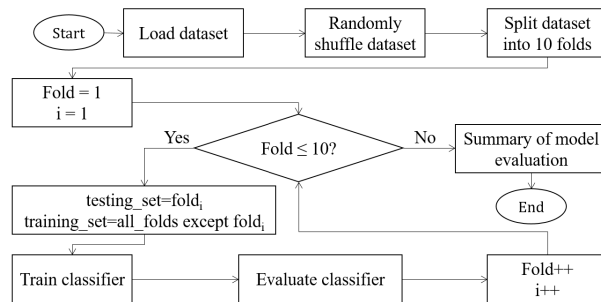 Start
Load dataset
Randomly
shuffle dataset
Split dataset
into 10 folds
Fold = 1
i = 1
Yes
Fold ≤ 10?
No
Summary of model
evaluation
testing_set=foldᵢ
training_set=all_folds except foldᵢ
End
Train classifier
Evaluate classifier
Fold++
i++